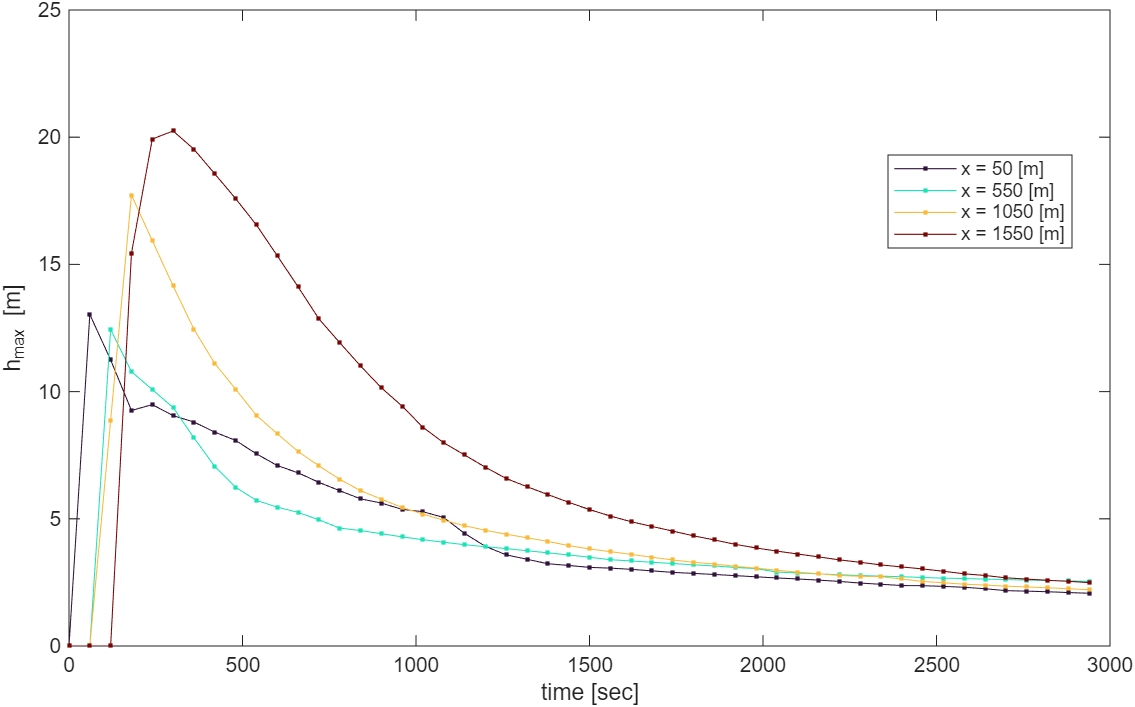 25
20
15
10
5
0
h_max [m]
0 500 1000 1500 2000 2500 3000
time [sec]
x = 50 [m]
x = 550 [m]
x = 1050 [m]
x = 1550 [m]